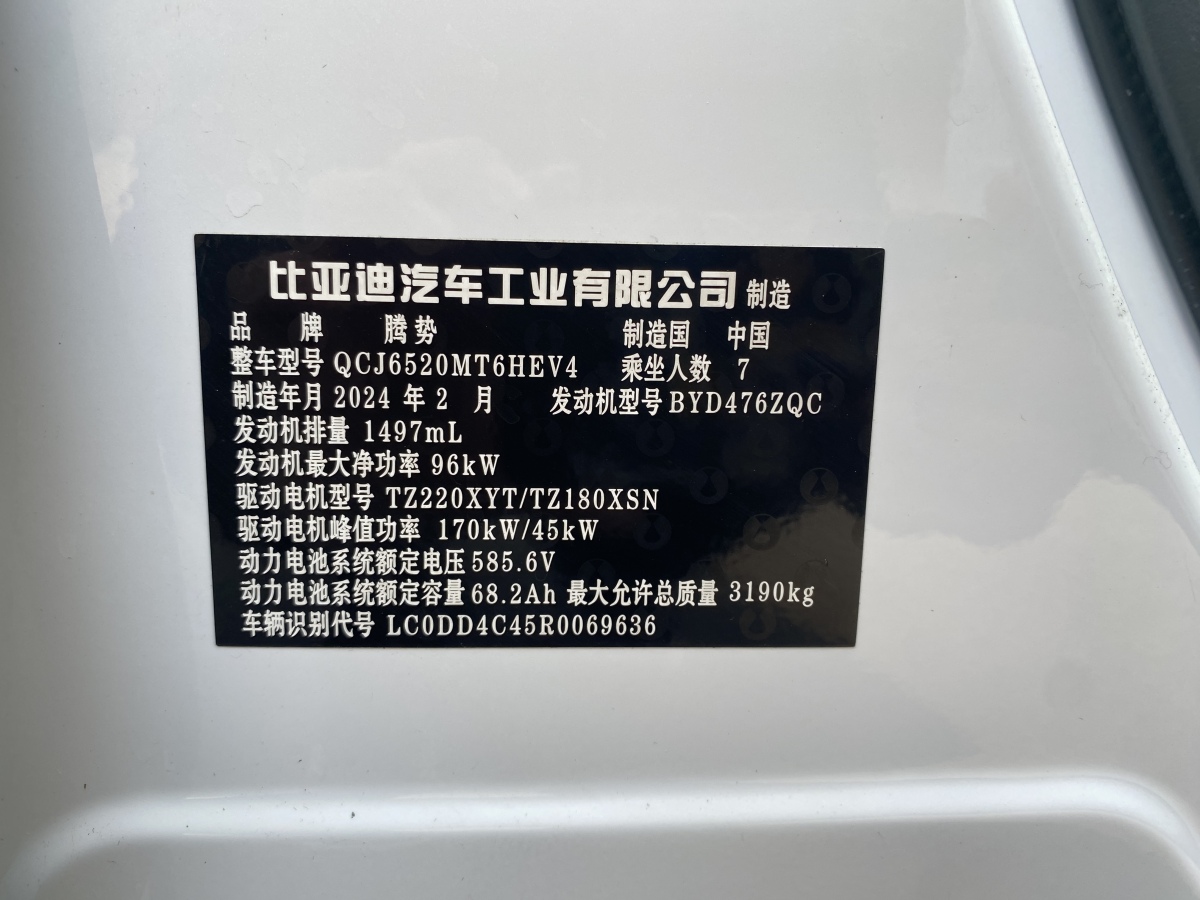 比亚迪汽车工业有限公司 制造
品 牌 腾势 制造国 中国
整车型号 QCJ6520MT6HEV4 乘坐人数 7
制造年月 2024 年 2 月 发动机型号 BYD476ZQC
发动机排量 1497mL
发动机最大净功率 96kW
驱动电机型号 TZ220XYT/TZ180XSN
驱动电机峰值功率 170kW/45kW
动力电池系统额定电压 585.6V
动力电池系统额定容量 68.2Ah 最大允许总质量 3190kg
车辆识别代号 LC0DD4C45R0069636